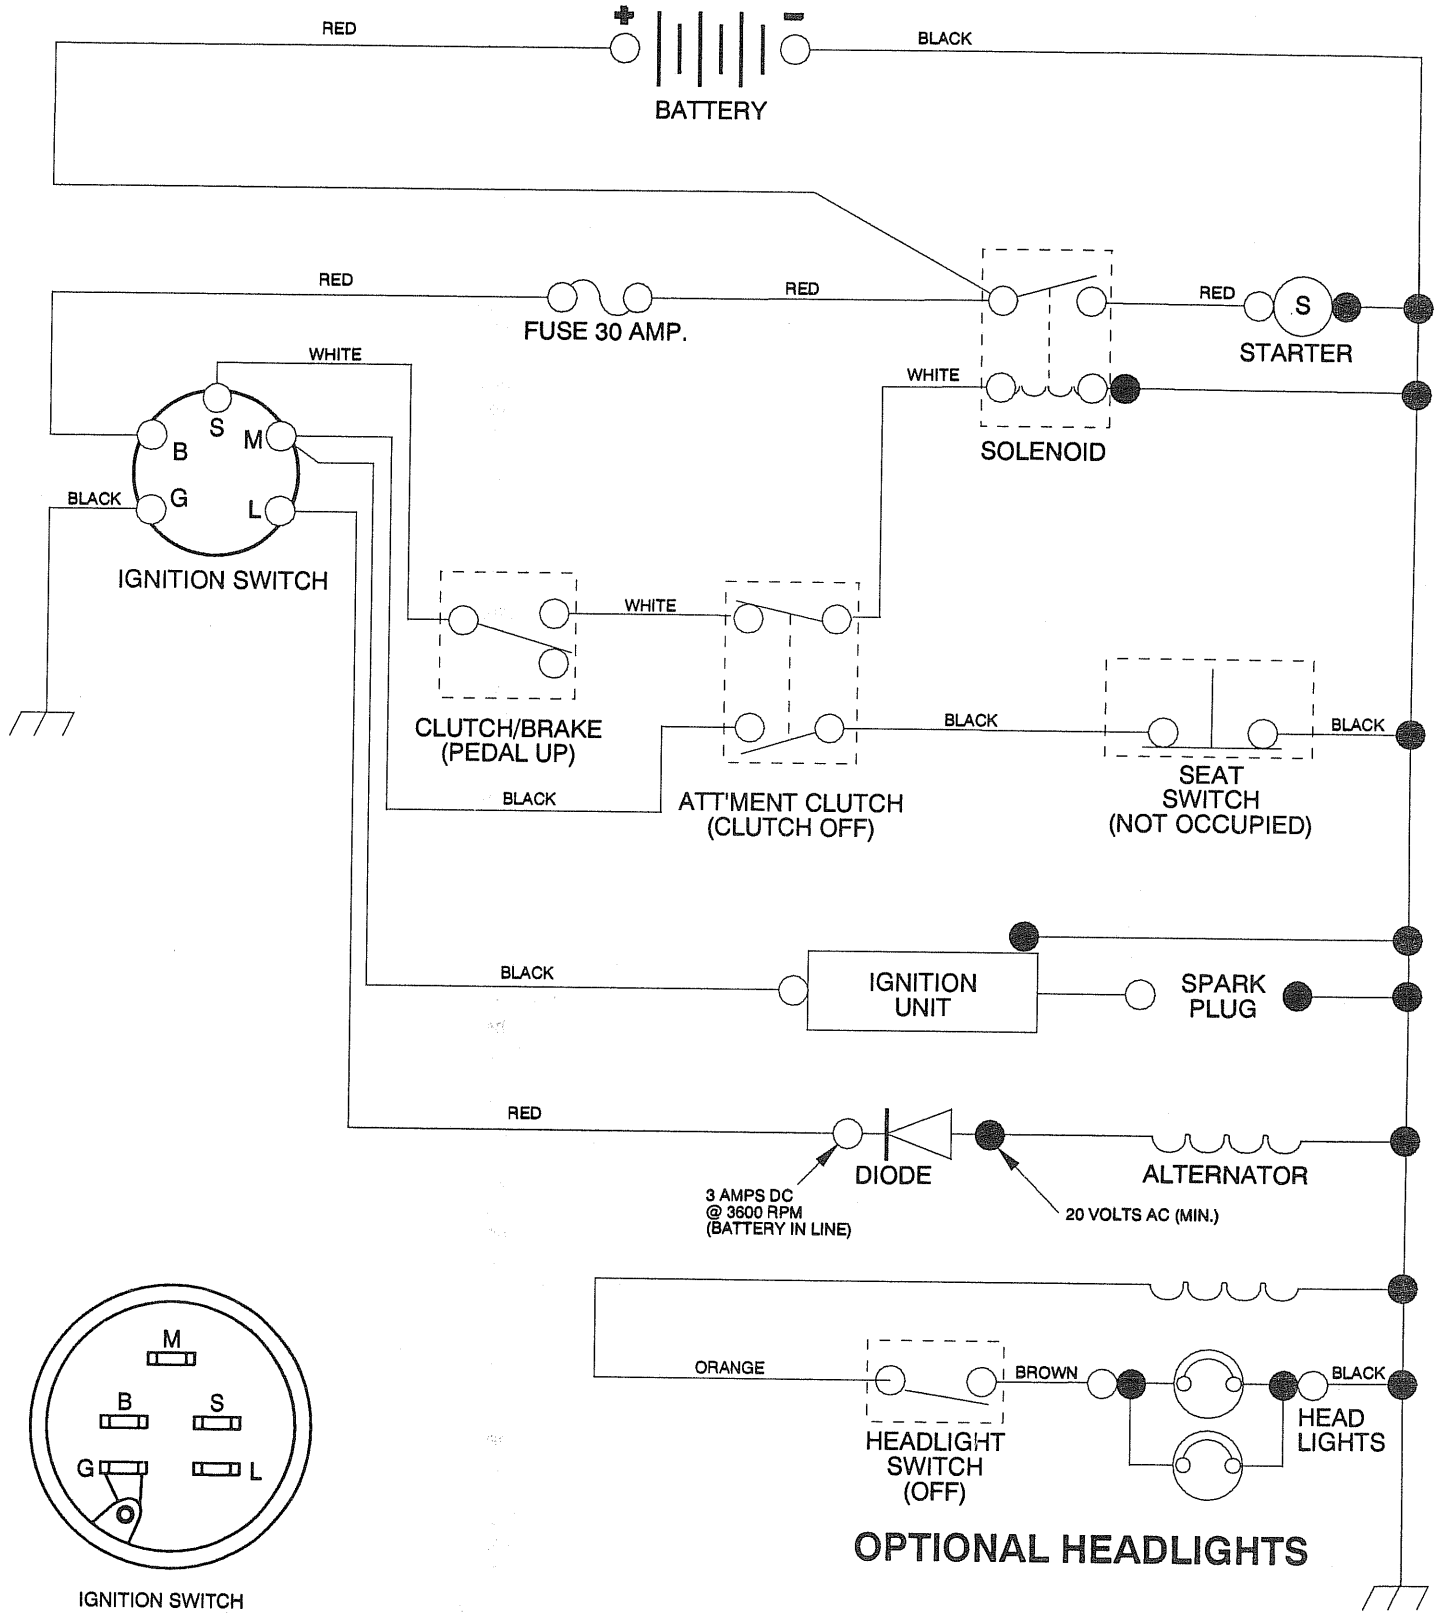 RED
+
-
BLACK
BATTERY
RED
FUSE 30 AMP.
RED
RED
S
STARTER
WHITE
WHITE
SOLENOID
S
B
M
G
L
BLACK
IGNITION SWITCH
WHITE
CLUTCH/BRAKE
(PEDAL UP)
BLACK
BLACK
SEAT
SWITCH
(NOT OCCUPIED)
BLACK
ATT'MENT CLUTCH
(CLUTCH OFF)
BLACK
IGNITION
UNIT
SPARK
PLUG
RED
DIODE
ALTERNATOR
3 AMPS DC
@ 3600 RPM
(BATTERY IN LINE)
20 VOLTS AC (MIN.)
ORANGE
BROWN
BLACK
HEAD
LIGHTS
HEADLIGHT
SWITCH
(OFF)
OPTIONAL HEADLIGHTS
M
B
S
G
L
IGNITION SWITCH